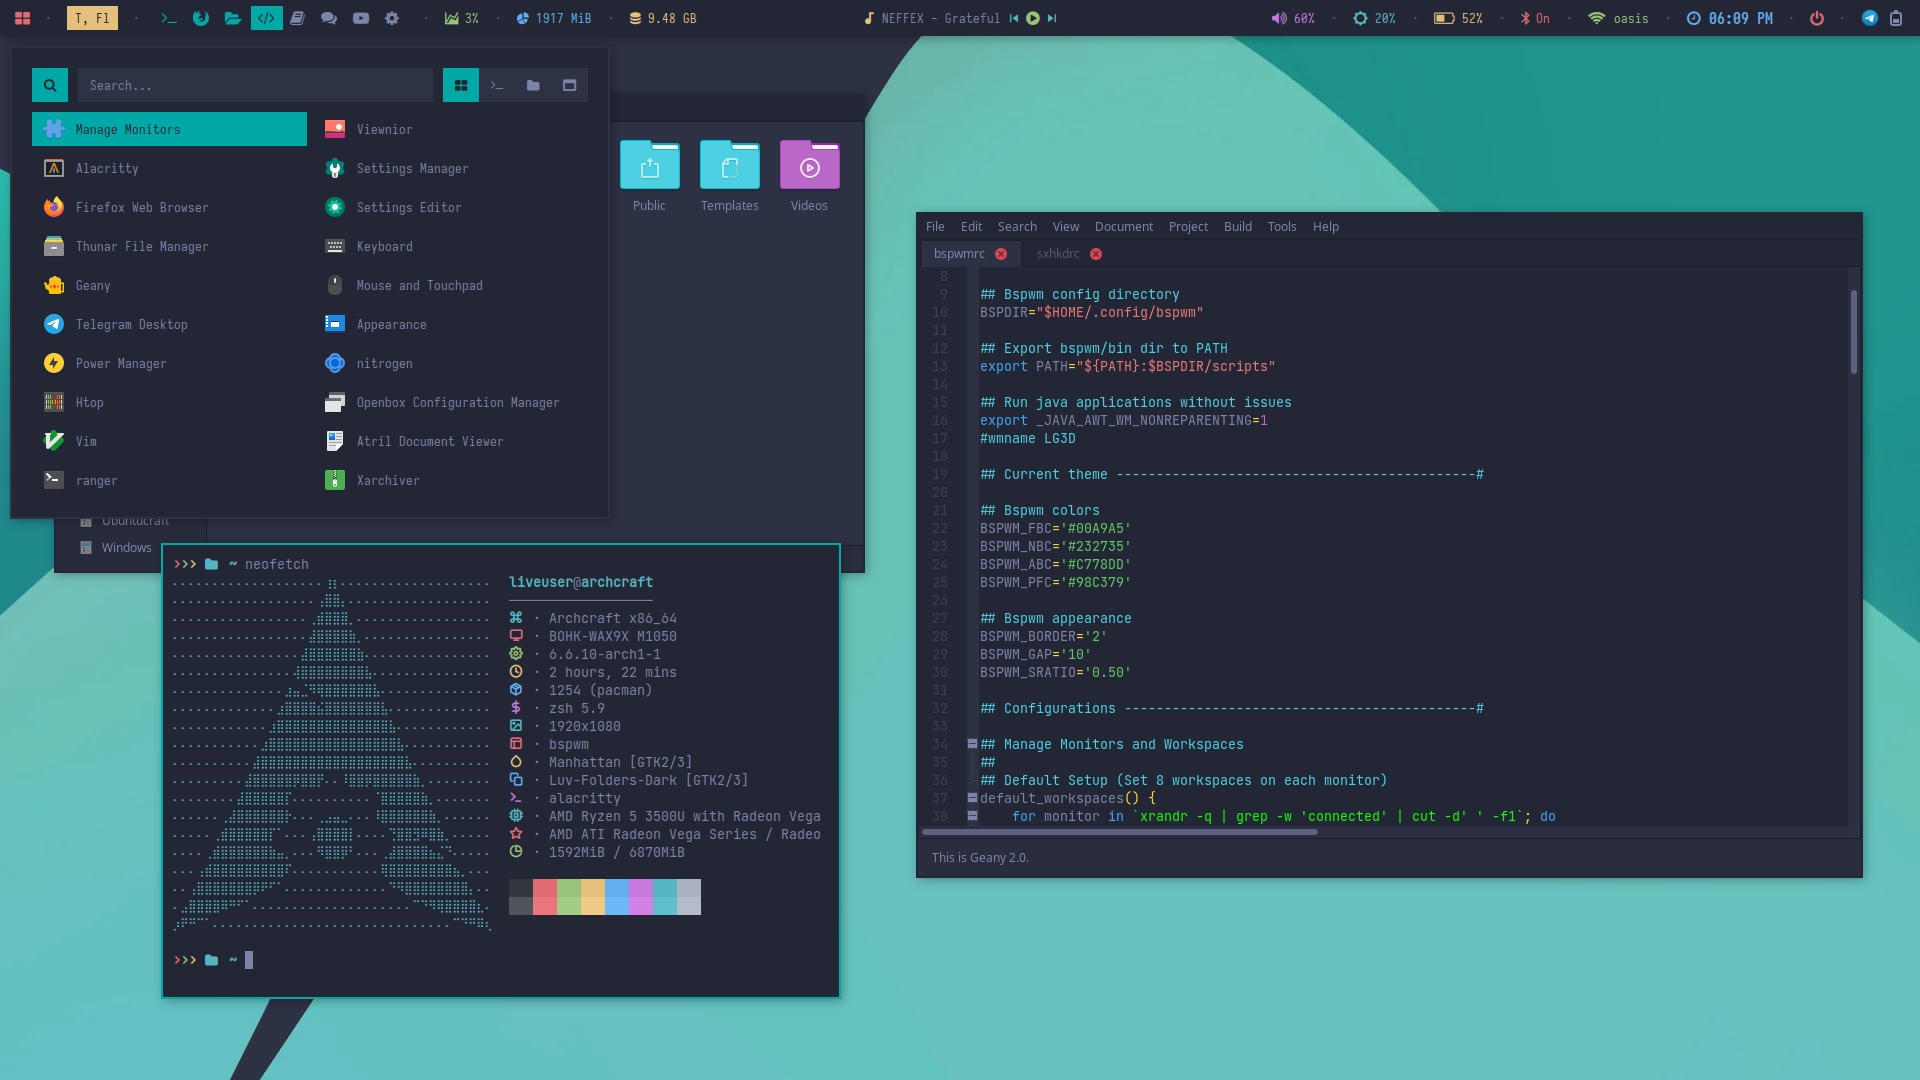 T, Fl
3%
1917 MiB
9.48 GB
NEFFEX - Grateful
60%
20%
52%
On
oasis
06:09 PM
Search...
Manage Monitors
Alacritty
Firefox Web Browser
Thunar File Manager
Geany
Telegram Desktop
Power Manager
Htop
Vim
ranger
Viewnior
Settings Manager
Settings Editor
Keyboard
Mouse and Touchpad
Appearance
nitrogen
Openbox Configuration Manager
Atril Document Viewer
Xarchiver
Public
Templates
Videos
Ubuntucraft
Windows
~ neofetch
liveuser@archcraft
Archcraft x86_64
BOHK-WAX9X M1050
6.6.10-arch1-1
2 hours, 22 mins
1254 (pacman)
zsh 5.9
1920x1080
bspwm
Manhattan [GTK2/3]
Luv-Folders-Dark [GTK2/3]
alacritty
AMD Ryzen 5 3500U with Radeon Vega
AMD ATI Radeon Vega Series / Radeo
1592MiB / 6870MiB
~
File Edit Search View Document Project Build Tools Help
bspwmrc
sxhkdrc
8
9 ## Bspwm config directory
10 BSPDIR="$HOME/.config/bspwm"
11
12 ## Export bspwm/bin dir to PATH
13 export PATH="${PATH}:$BSPDIR/scripts"
14
15 ## Run java applications without issues
16 export _JAVA_AWT_WM_NONREPARENTING=1
17 #wmname LG3D
18
19 ## Current theme ---------------------------------------------#
20
21 ## Bspwm colors
22 BSPWM_FBC='#00A9A5'
23 BSPWM_NBC='#232735'
24 BSPWM_ABC='#C778DD'
25 BSPWM_PFC='#98C379'
26
27 ## Bspwm appearance
28 BSPWM_BORDER='2'
29 BSPWM_GAP='10'
30 BSPWM_SRATIO='0.50'
31
32 ## Configurations --------------------------------------------#
33
34 ## Manage Monitors and Workspaces
35 ##
36 ## Default Setup (Set 8 workspaces on each monitor)
37 default_workspaces() {
38 for monitor in `xrandr -q | grep -w 'connected' | cut -d' ' -f1`; do
This is Geany 2.0.